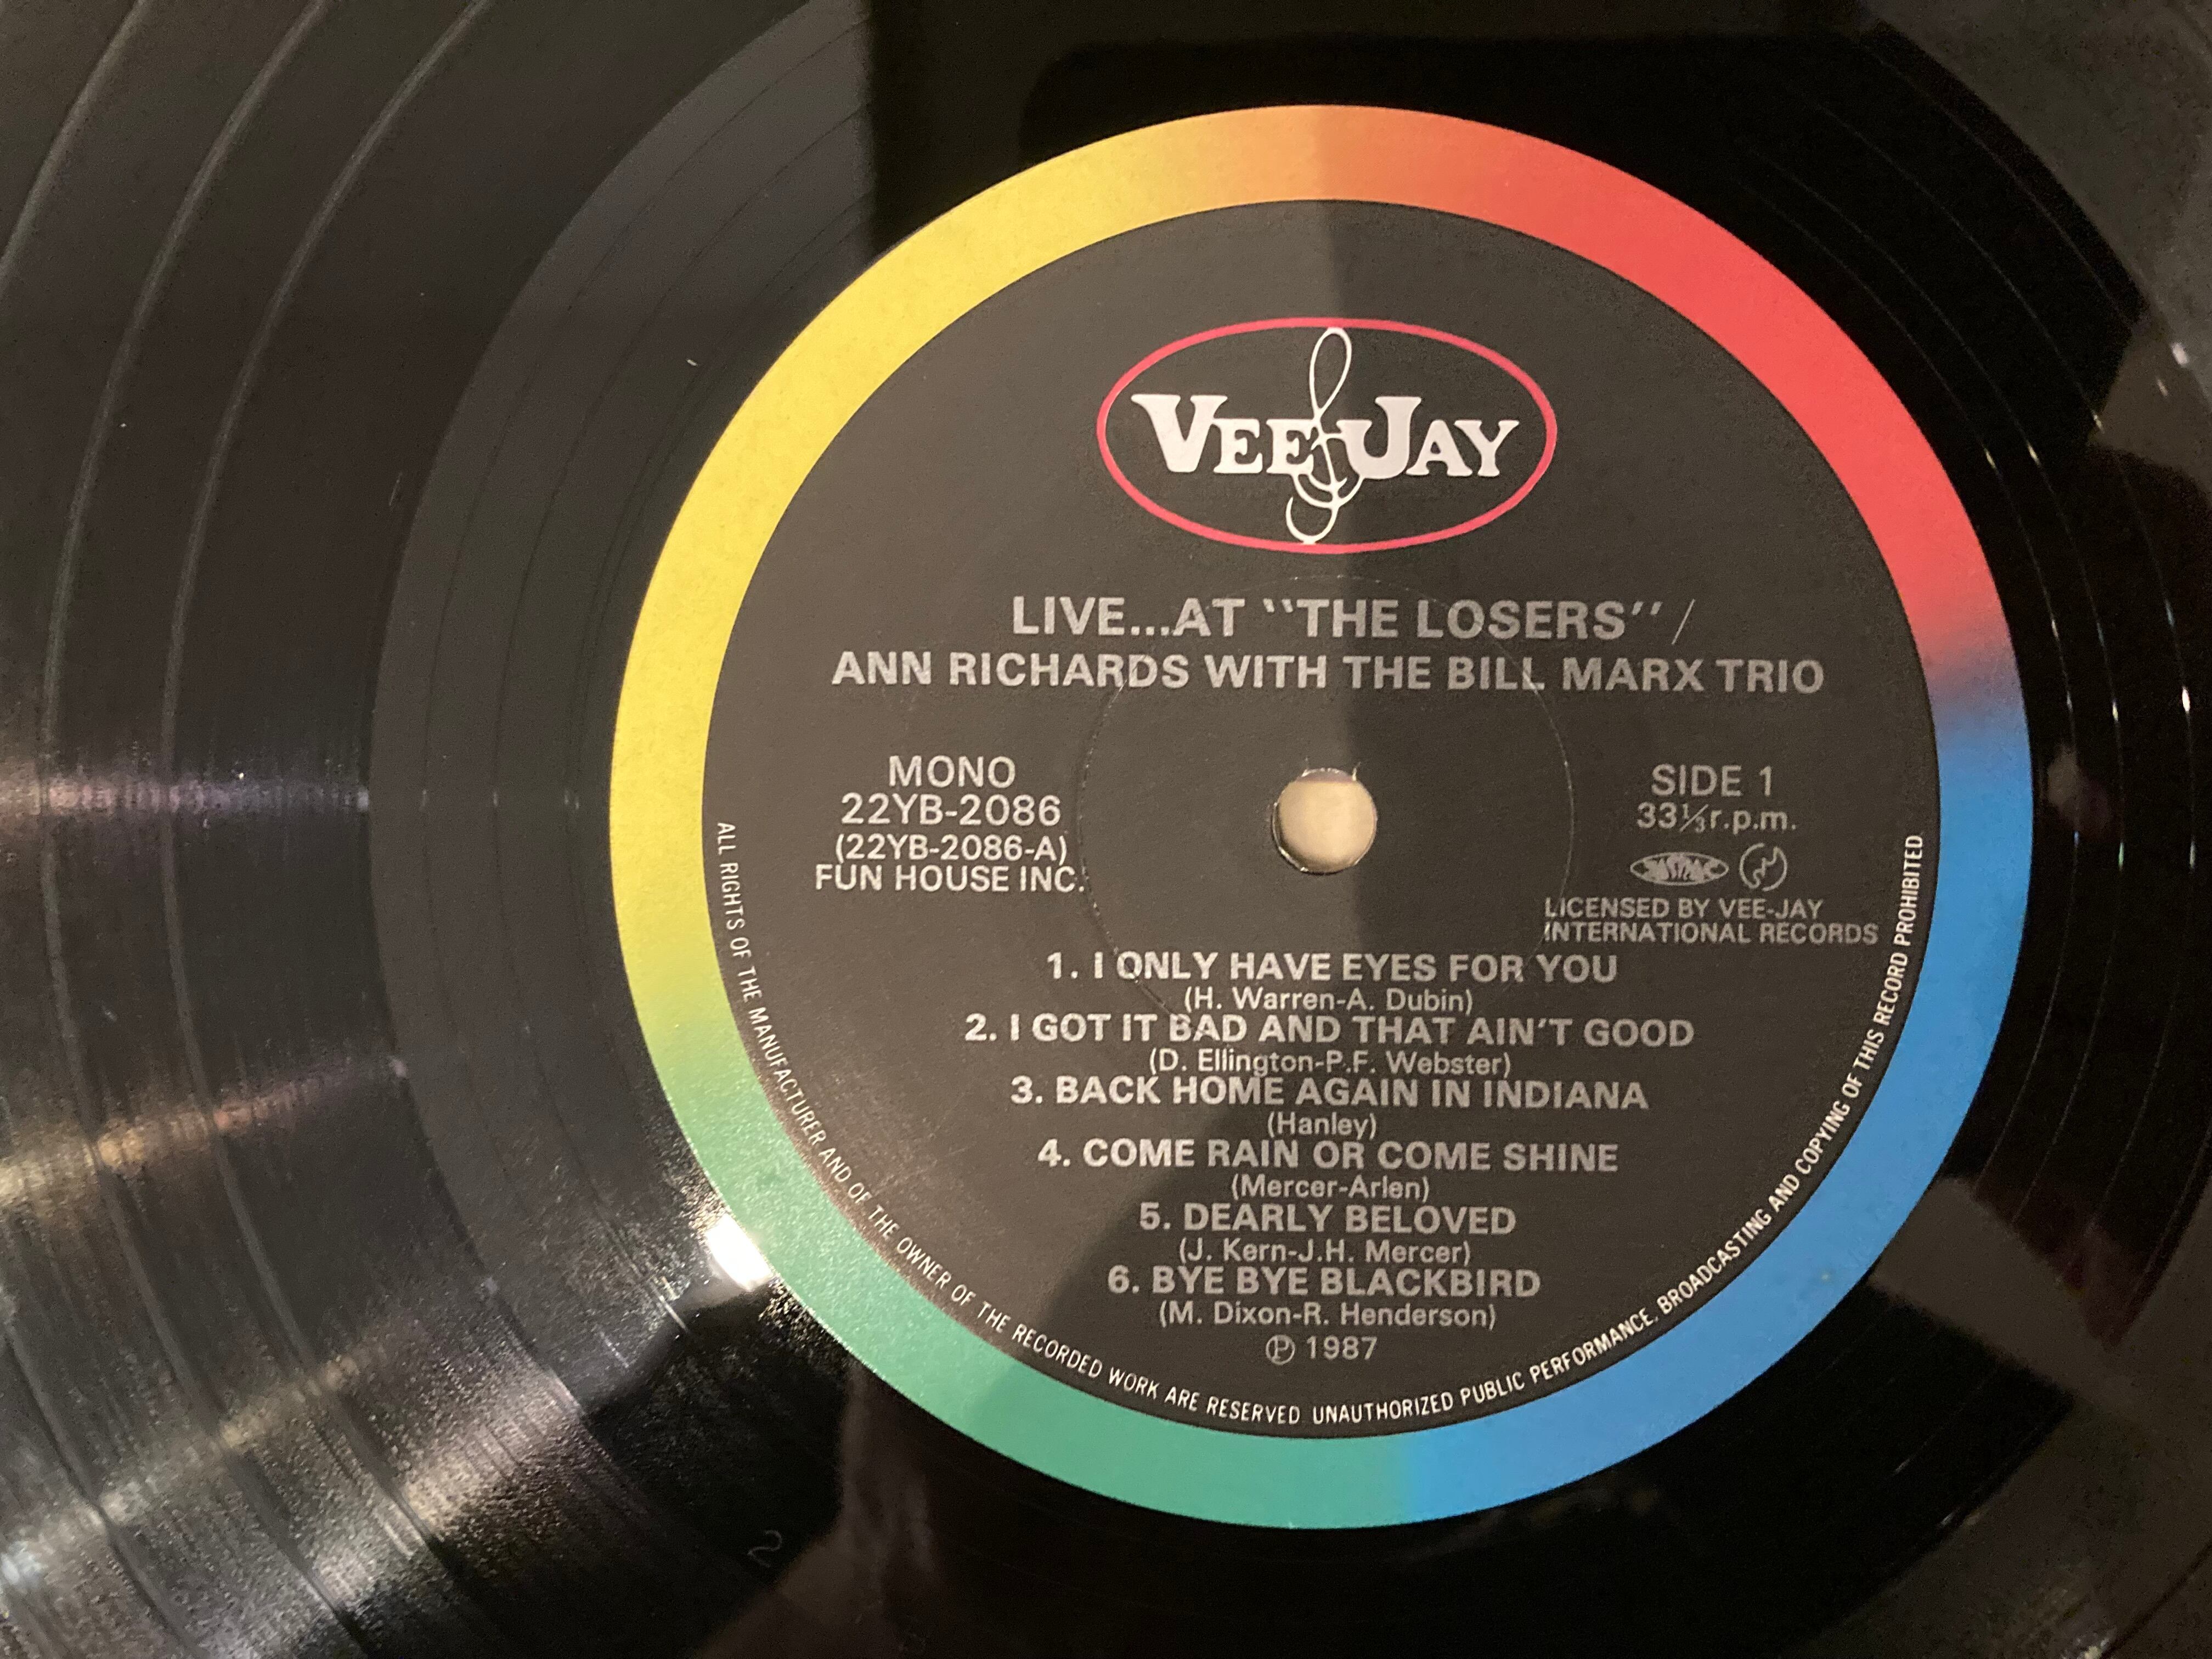 VEE JAY
LIVE...AT "THE LOSERS" /
ANN RICHARDS WITH THE BILL MARX TRIO
MONO
22YB-2086
(22YB-2086-A)
FUN HOUSE INC.
SIDE 1
33⅓r.p.m.
JASRAC
LICENSED BY VEE-JAY
INTERNATIONAL RECORDS
1. I ONLY HAVE EYES FOR YOU
(H. Warren-A. Dubin)
2. I GOT IT BAD AND THAT AIN'T GOOD
(D. Ellington-P.F. Webster)
3. BACK HOME AGAIN IN INDIANA
(Hanley)
4. COME RAIN OR COME SHINE
(Mercer-Arlen)
5. DEARLY BELOVED
(J. Kern-J.H. Mercer)
6. BYE BYE BLACKBIRD
(M. Dixon-R. Henderson)
Ⓟ 1987
ALL RIGHTS OF THE MANUFACTURER AND OF THE OWNER OF THE RECORDED WORK ARE RESERVED UNAUTHORIZED PUBLIC PERFORMANCE. BROADCASTING AND COPYING OF THIS RECORD PROHIBITED
2